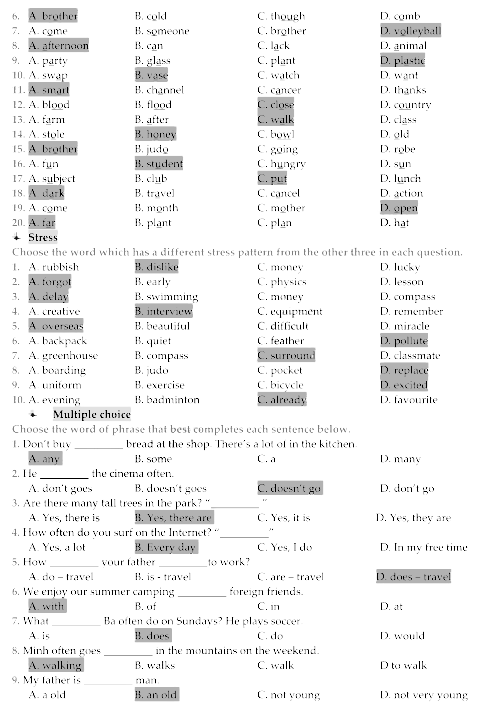 6. A. brother B. cold C. though D. comb
7. A. come B. someone C. brother D. volleyball
8. A. afternoon B. can C. lack D. animal
9. A. party B. glass C. plant D. plastic
10. A. swap B. vase C. watch D. want
11. A. smart B. channel C. cancer D. thanks
12. A. blood B. flood C. close D. country
13. A. farm B. after C. walk D. class
14. A. stole B. honey C. bowl D. old
15. A. brother B. judo C. going D. robe
16. A. fun B. student C. hungry D. sun
17. A. subject B. club C. put D. lunch
18. A. dark B. travel C. cancel D. action
19. A. come B. month C. mother D. open
20. A. far B. plant C. plan D. hat
Stress
Choose the word which has a different stress pattern from the other three in each question.
1. A. rubbish B. dislike C. money D. lucky
2. A. forgot B. early C. physics D. lesson
3. A. delay B. swimming C. money D. compass
4. A. creative B. interview C. equipment D. remember
5. A. overseas B. beautiful C. difficult D. miracle
6. A. backpack B. quiet C. feather D. pollute
7. A. greenhouse B. compass C. surround D. classmate
8. A. boarding B. judo C. pocket D. replace
9. A. uniform B. exercise C. bicycle D. excited
10. A. evening B. badminton C. already D. favourite
Multiple choice
Choose the word of phrase that best completes each sentence below.
1. Don't buy ________ bread at the shop. There's a lot of in the kitchen.
A. any B. some C. a D. many
2. He ________ the cinema often.
A. don't goes B. doesn't goes C. doesn't go D. don't go
3. Are there many tall trees in the park? "________ "
A. Yes, there is B. Yes, there are C. Yes, it is D. Yes, they are
4. How often do you surf on the Internet? "________"
A. Yes, a lot B. Every day C. Yes, I do D. In my free time
5. How ________ your father ________to work?
A. do – travel B. is - travel C. are – travel D. does – travel
6. We enjoy our summer camping ________ foreign friends.
A. with B. of C. in D. at
7. What ________ Ba often do on Sundays? He plays soccer
A. is B. does C. do D. would
8. Minh often goes ________ in the mountains on the weekend.
A. walking B. walks C. walk D to walk
9. My father is ________ man
A. a old B. an old C. not young D. not very young